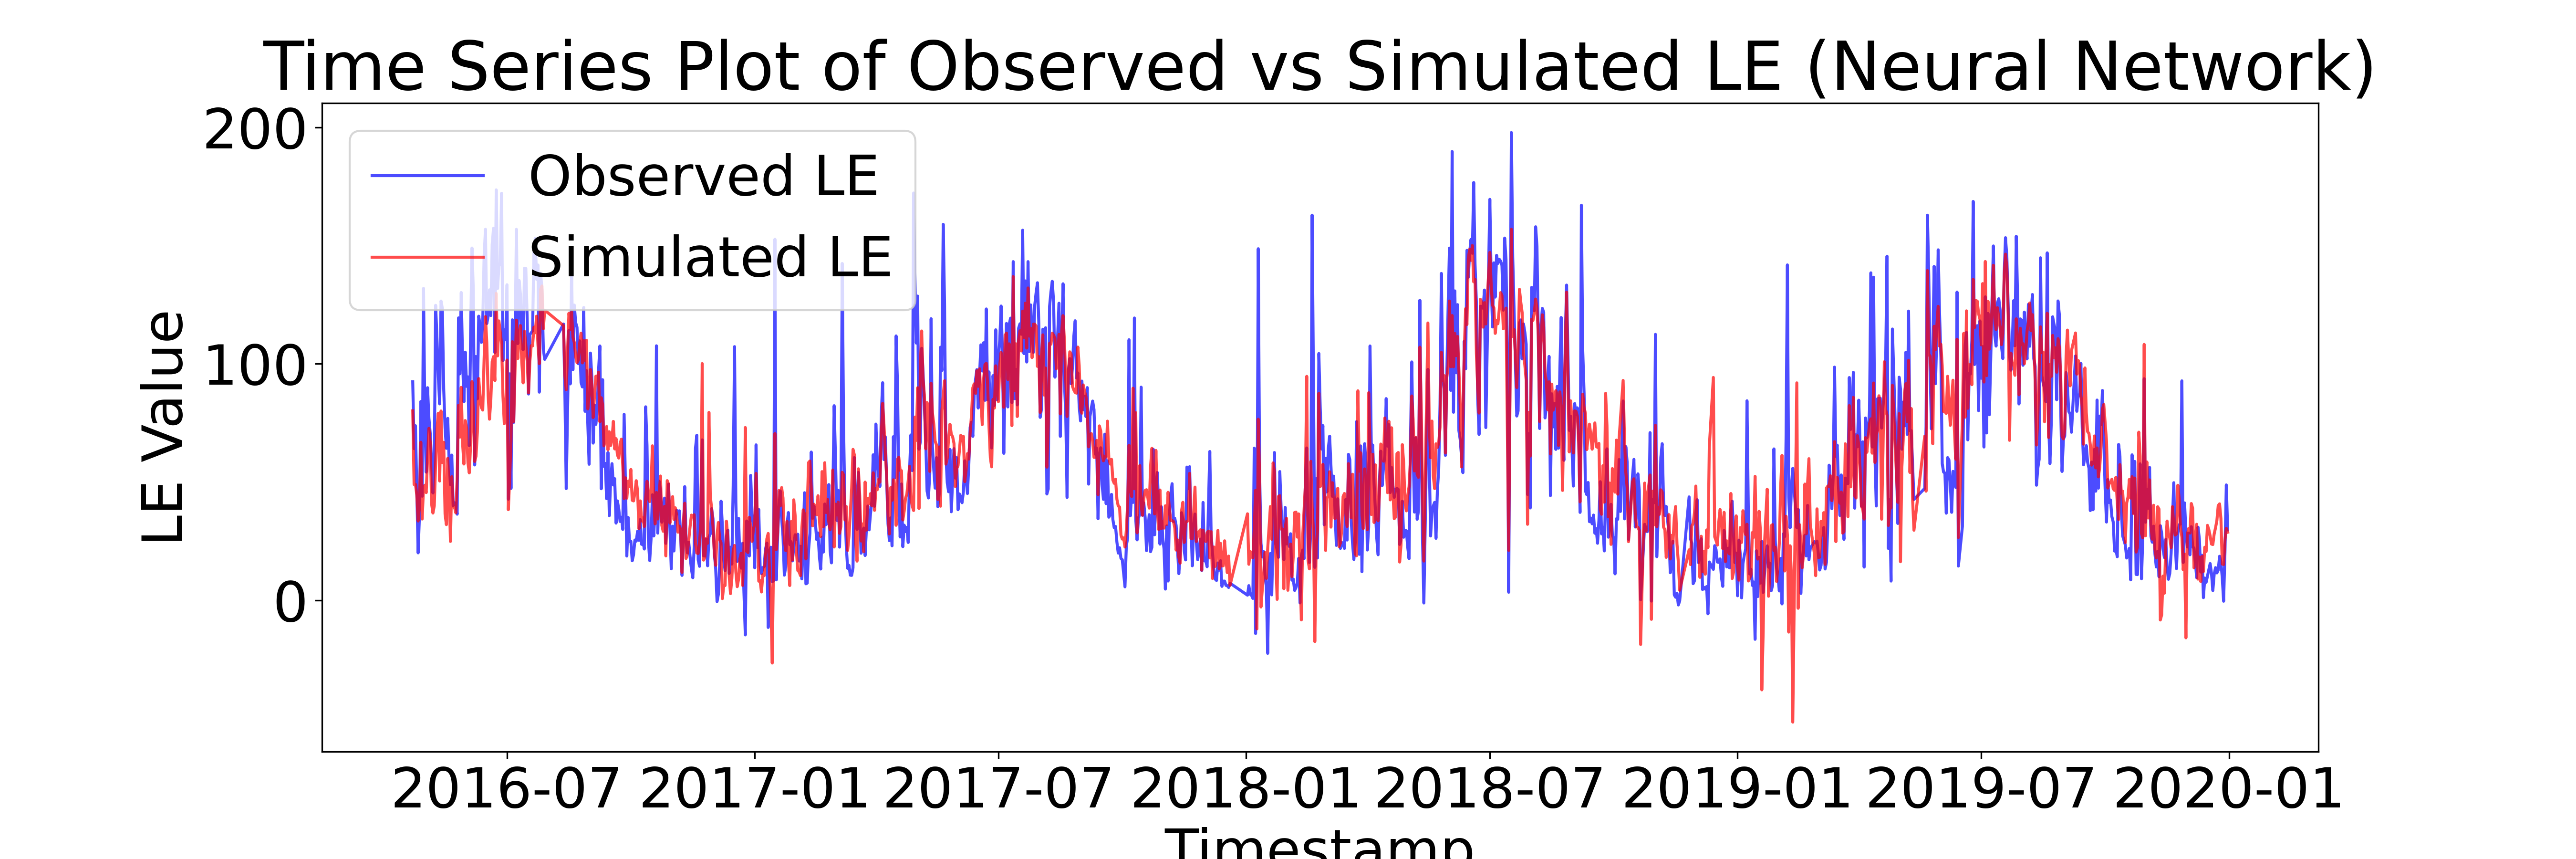 Time Series Plot of Observed vs Simulated LE (Neural Network)
200
100
0
LE Value
Observed LE
Simulated LE
2016-07 2017-01 2017-07 2018-01 2018-07 2019-01 2019-07 2020-01
Timestamp